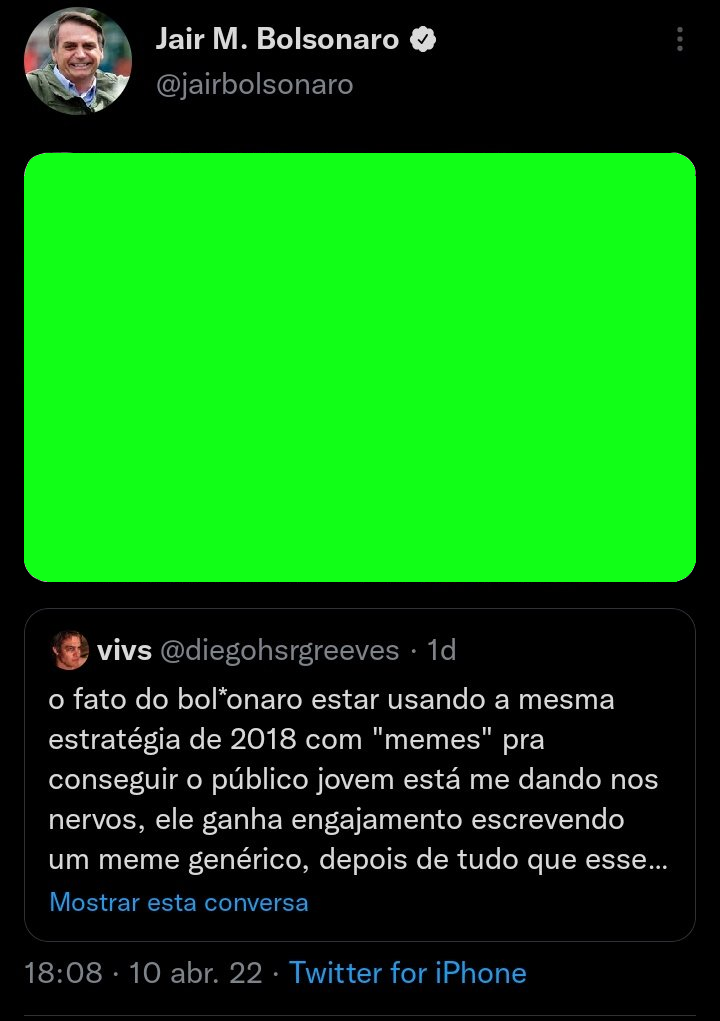 Jair M. Bolsonaro
@jairbolsonaro
vivs @diegohsrgreeves · 1d
o fato do bol*onaro estar usando a mesma
estratégia de 2018 com "memes" pra
conseguir o público jovem está me dando nos
nervos, ele ganha engajamento escrevendo
um meme genérico, depois de tudo que esse...
Mostrar esta conversa
18:08 · 10 abr. 22 · Twitter for iPhone